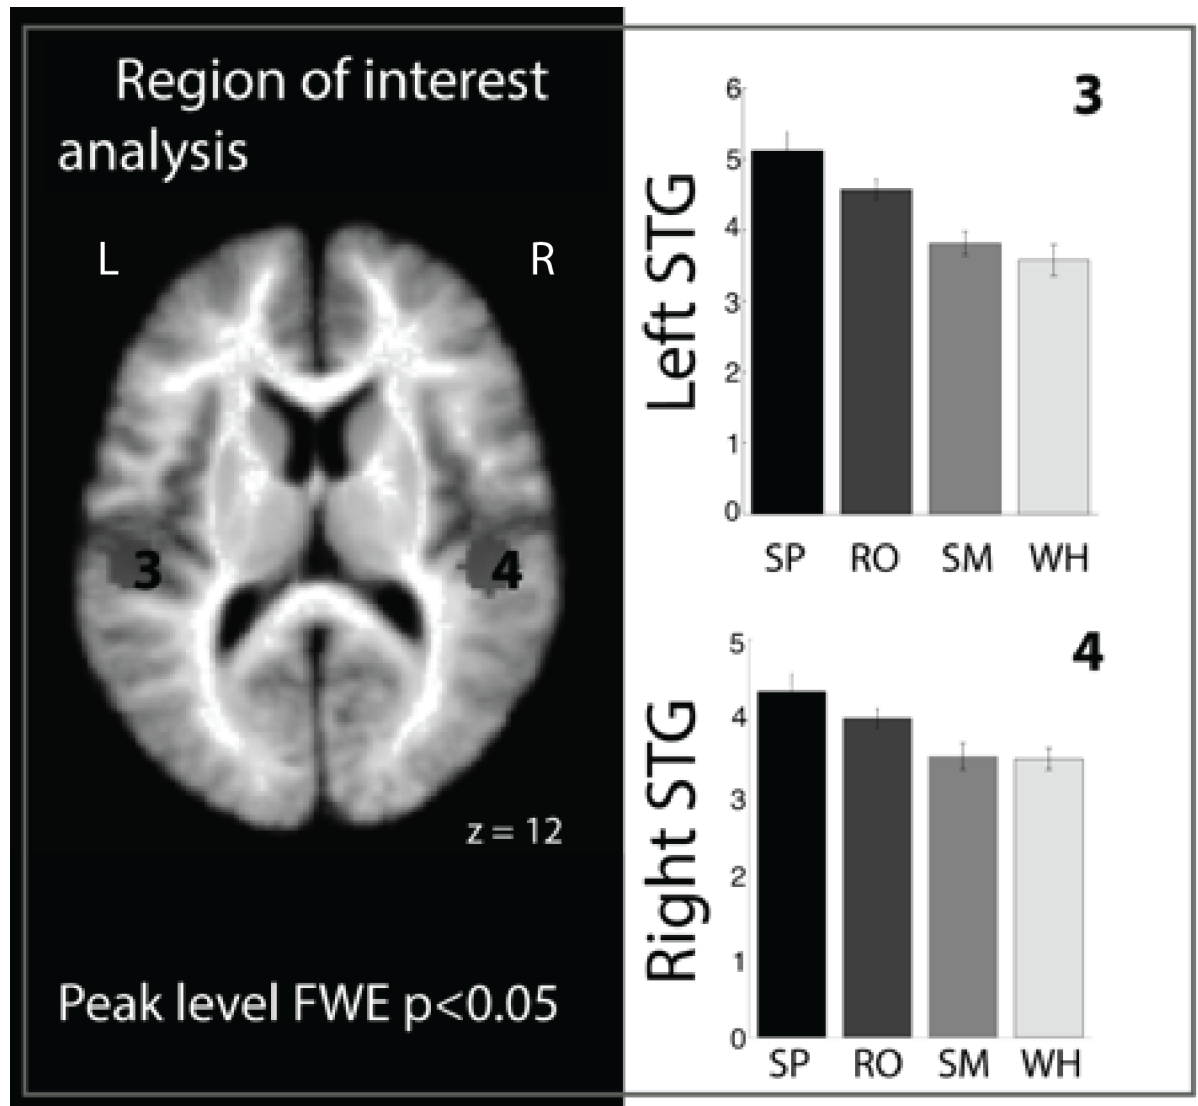 Region of interest
analysis
L
R
3
4
z = 12
Peak level FWE p<0.05
3
Left STG
6
5
4
3
2
1
0
SP RO SM WH
4
Right STG
5
4
3
2
1
0
SP RO SM WH